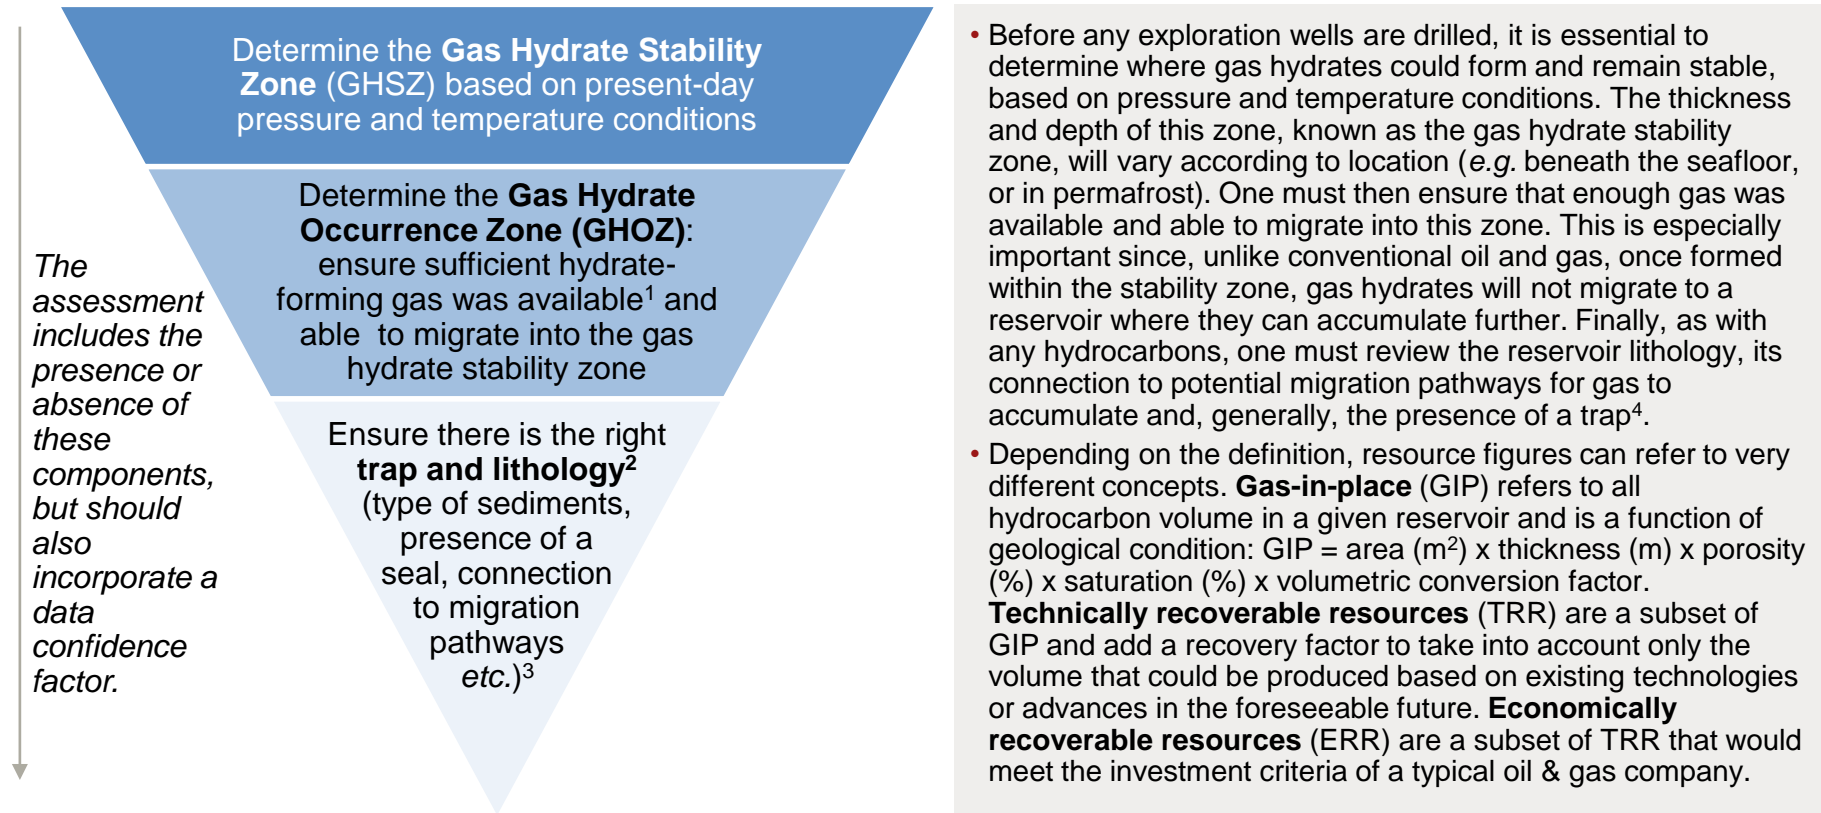 Determine the Gas Hydrate Stability
Zone (GHSZ) based on present-day
pressure and temperature conditions
Determine the Gas Hydrate
Occurrence Zone (GHOZ):
ensure sufficient hydrate-
forming gas was available¹ and
able to migrate into the gas
hydrate stability zone
Ensure there is the right
trap and lithology²
(type of sediments,
presence of a
seal, connection
to migration
pathways
etc.)³
The
assessment
includes the
presence or
absence of
these
components,
but should
also
incorporate a
data
confidence
factor.
• Before any exploration wells are drilled, it is essential to
determine where gas hydrates could form and remain stable,
based on pressure and temperature conditions. The thickness
and depth of this zone, known as the gas hydrate stability
zone, will vary according to location (e.g. beneath the seafloor,
or in permafrost). One must then ensure that enough gas was
available and able to migrate into this zone. This is especially
important since, unlike conventional oil and gas, once formed
within the stability zone, gas hydrates will not migrate to a
reservoir where they can accumulate further. Finally, as with
any hydrocarbons, one must review the reservoir lithology, its
connection to potential migration pathways for gas to
accumulate and, generally, the presence of a trap⁴.
• Depending on the definition, resource figures can refer to very
different concepts. Gas-in-place (GIP) refers to all
hydrocarbon volume in a given reservoir and is a function of
geological condition: GIP = area (m²) x thickness (m) x porosity
(%) x saturation (%) x volumetric conversion factor.
Technically recoverable resources (TRR) are a subset of
GIP and add a recovery factor to take into account only the
volume that could be produced based on existing technologies
or advances in the foreseeable future. Economically
recoverable resources (ERR) are a subset of TRR that would
meet the investment criteria of a typical oil & gas company.